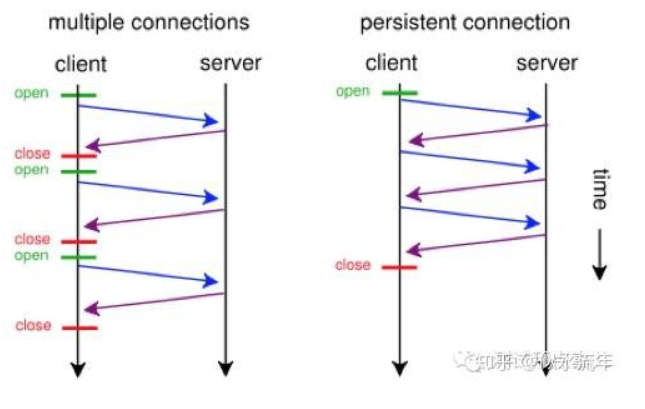 multiple connections
client server
open
close
open
close
open
close
persistent connection
client server
open
close
time
知乎